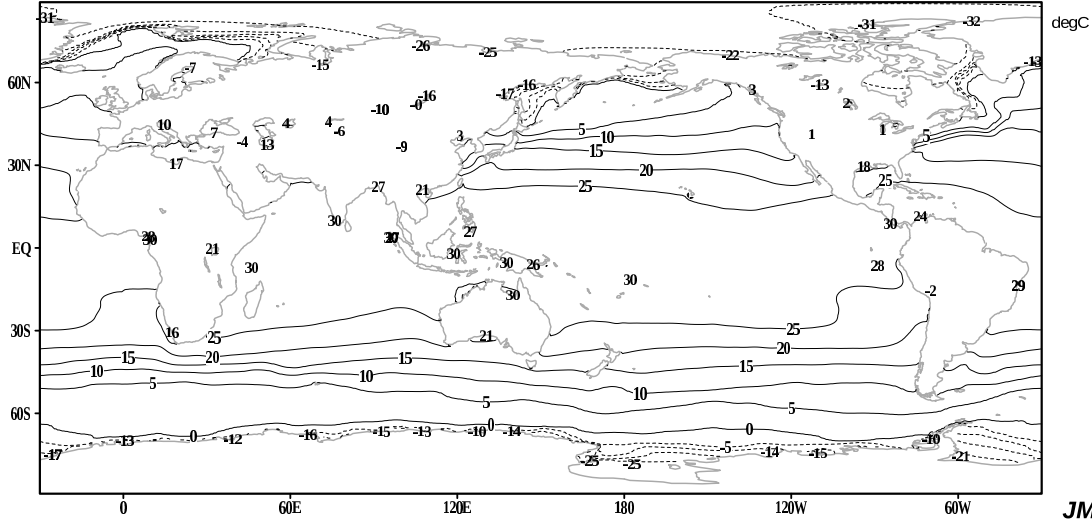 -31 -31 -32 degC
-26 -25 -22
-7 -15 -13
60N -17 -16 3 -13
-10 -16 -0 2
10 7 4 4 -6 3 5 10 1 1 5
-4 13 -9 15
30N 17 20 18
27 21 25 25
30 27 30 24
EQ 21 30 30 26
30 28
30 30 -2 29
16 25 21 25
30S
15 20 15 20
10 10 15
5 5 10 5
60S
0 0 0
-13 -12 -16 -15 -13 -10 -14 -10
-17 -25 -25 -5 -14 -15 -21
0 60E 120E 180 120W 60W
JM